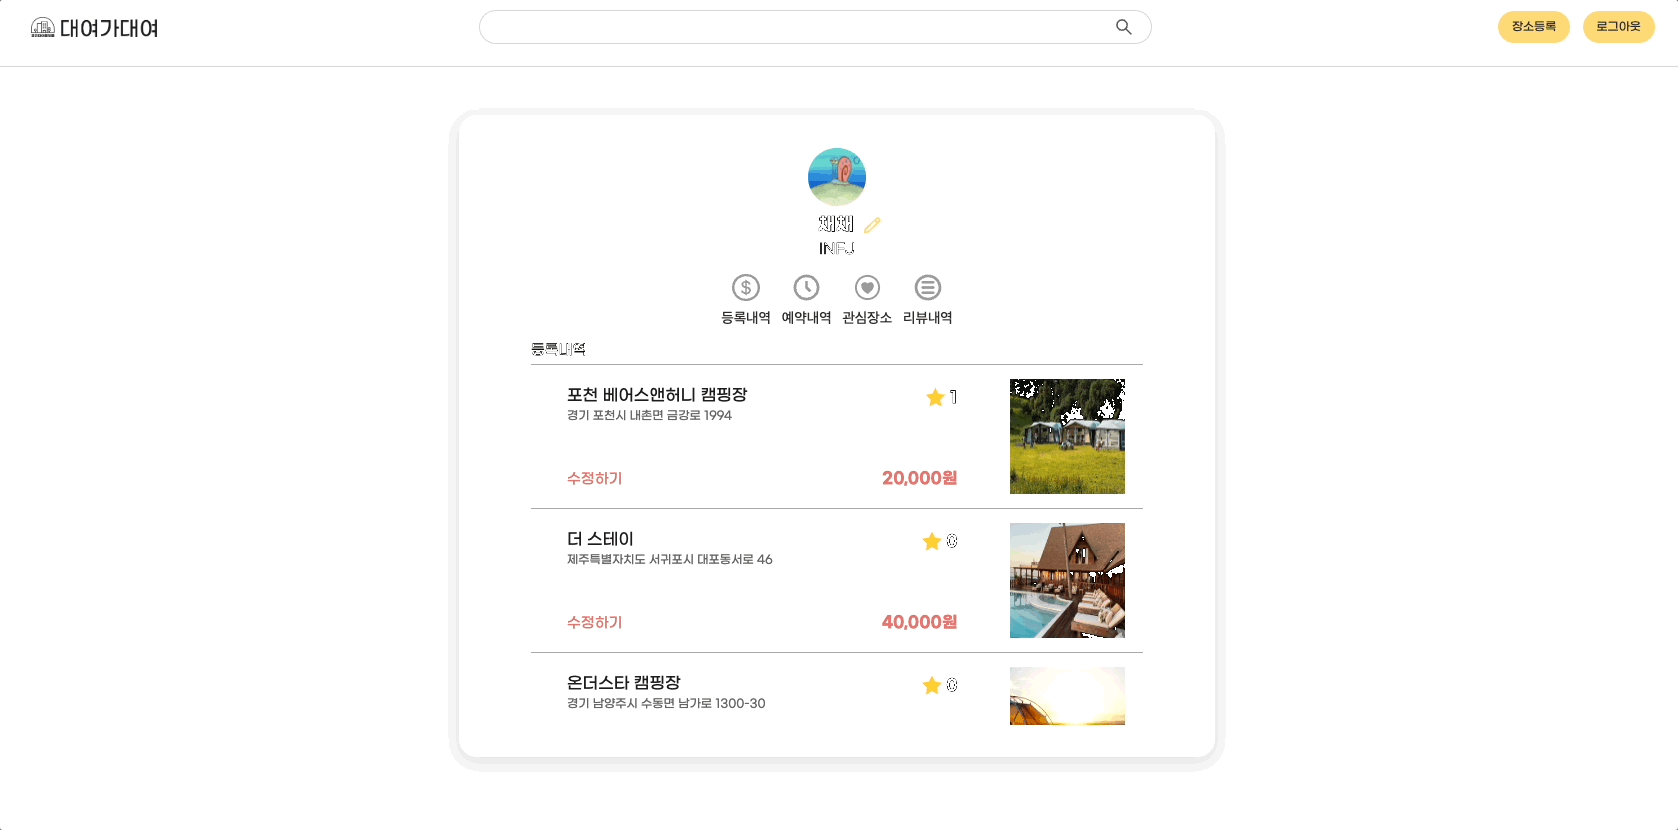 대여가대여
장소등록
로그아웃
채채
INFJ
등록내역 예약내역 관심장소 리뷰내역
등록내역
포천 베어스앤허니 캠핑장
1
경기 포천시 내촌면 금강로 1994
수정하기
20,000원
더 스테이
0
제주특별자치도 서귀포시 대포동서로 46
수정하기
40,000원
온더스타 캠핑장
0
경기 남양주시 수동면 남가로 1300-30